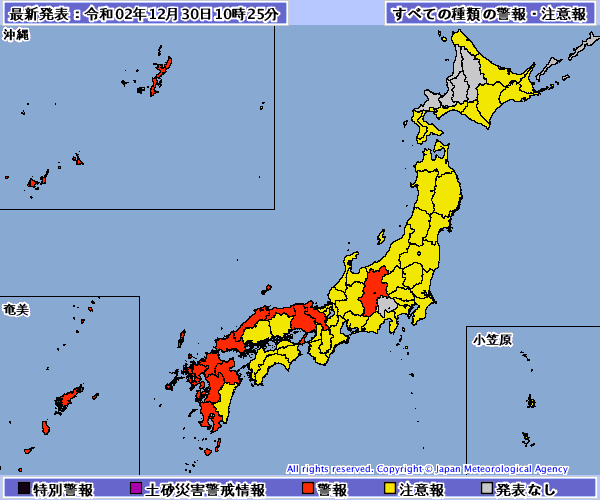 最新発表：令和02年12月30日10時25分
すべての種類の警報・注意報
沖縄
奄美
小笠原
All rights reserved. Copyright © Japan Meteorological Agency
特別警報
土砂災害警戒情報
警報
注意報
発表なし